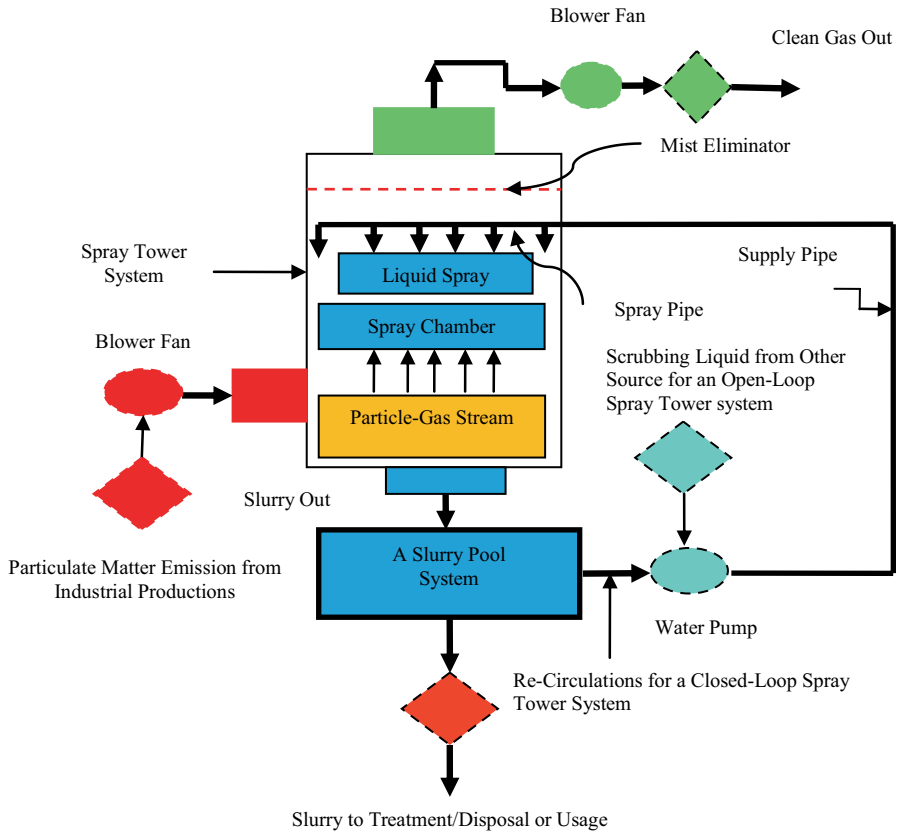 Blower Fan
Clean Gas Out
Mist Eliminator
Spray Tower
System
Liquid Spray
Supply Pipe
Spray Pipe
Spray Chamber
Blower Fan
Scrubbing Liquid from Other
Source for an Open-Loop
Spray Tower system
Particle-Gas Stream
Slurry Out
A Slurry Pool
System
Particulate Matter Emission from
Industrial Productions
Water Pump
Re-Circulations for a Closed-Loop Spray
Tower System
Slurry to Treatment/Disposal or Usage